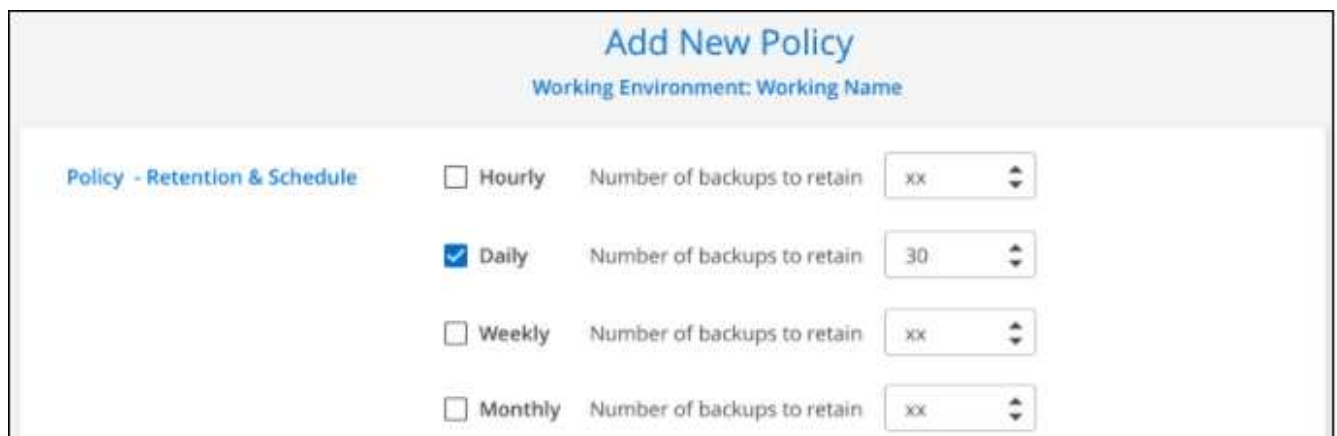 Add New Policy
Working Environment: Working Name
Policy - Retention & Schedule Hourly Number of backups to retain xx
Daily Number of backups to retain 30
Weekly Number of backups to retain xx
Monthly Number of backups to retain xx